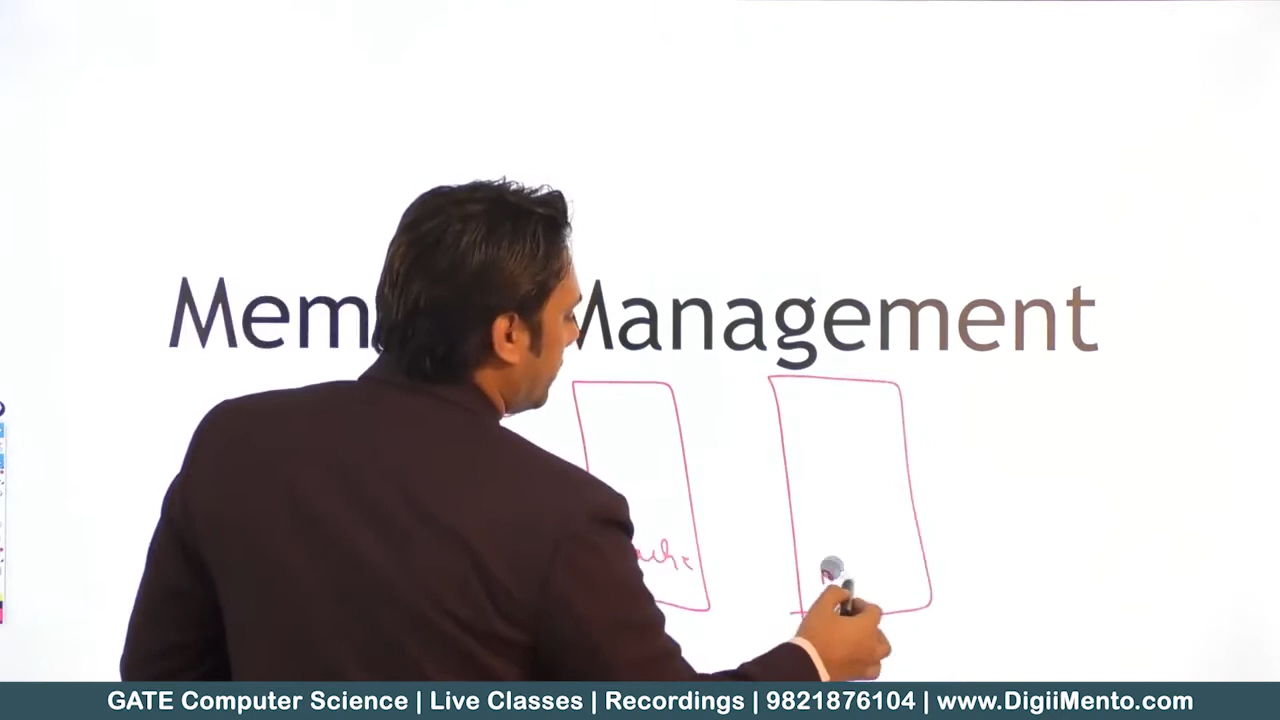 Mem Management
GATE Computer Science | Live Classes | Recordings | 9821876104 | www.DigiiMento.com